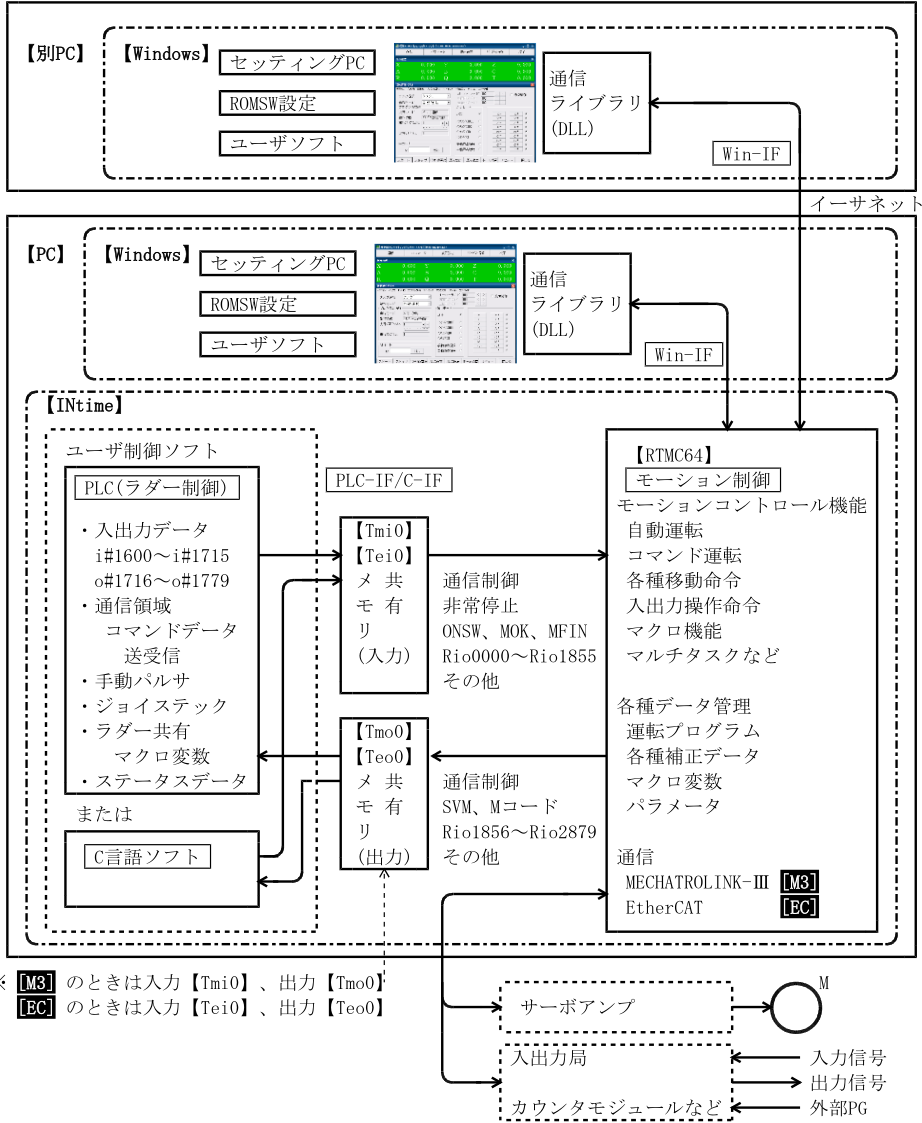 【別PC】
【Windows】
セッティングPC
ROMSW設定
ユーザソフト
通信
ライブラリ
(DLL)
Win-IF
イーサネット
【PC】
【Windows】
セッティングPC
ROMSW設定
ユーザソフト
通信
ライブラリ
(DLL)
Win-IF
【INtime】
ユーザ制御ソフト
PLC(ラダー制御)
・入出力データ
i#1600～i#1715
o#1716～o#1779
・通信領域
コマンドデータ
送受信
・手動パルサ
・ジョイステック
・ラダー共有
マクロ変数
・ステータスデータ
または
C言語ソフト
PLC-IF/C-IF
【Tmi0】
【Tei0】
メ 共
モ 有
リ
(入力)
通信制御
非常停止
ONSW、MOK、MFIN
Rio0000～Rio1855
その他
【Tmo0】
【Teo0】
メ 共
モ 有
リ
(出力)
通信制御
SVM、Mコード
Rio1856～Rio2879
その他
【RTMC64】
モーション制御
モーションコントロール機能
自動運転
コマンド運転
各種移動命令
入出力操作命令
マクロ機能
マルチタスクなど
各種データ管理
運転プログラム
各種補正データ
マクロ変数
パラメータ
通信
MECHATROLINK-Ⅲ [M3]
EtherCAT [EC]
※ [M3] のときは入力【Tmi0】、出力【Tmo0】
[EC] のときは入力【Tei0】、出力【Teo0】
サーボアンプ
M
入出力局
カウンタモジュールなど
入力信号
出力信号
外部PG